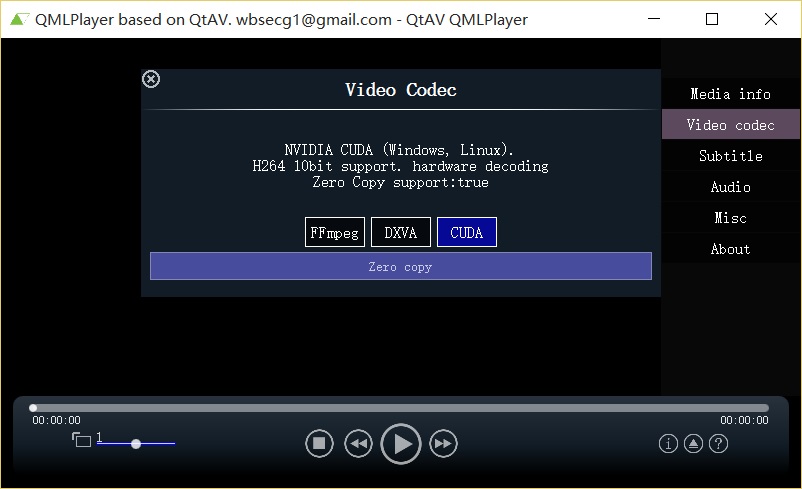 QMLPlayer based on QtAV. wbsecg1@gmail.com - QtAV QMLPlayer
Video Codec
NVIDIA CUDA (Windows, Linux).
H264 10bit support. hardware decoding
Zero Copy support:true
FFmpeg DXVA CUDA
Zero copy
Media info
Video codec
Subtitle
Audio
Misc
About
00:00:00 00:00:00
1